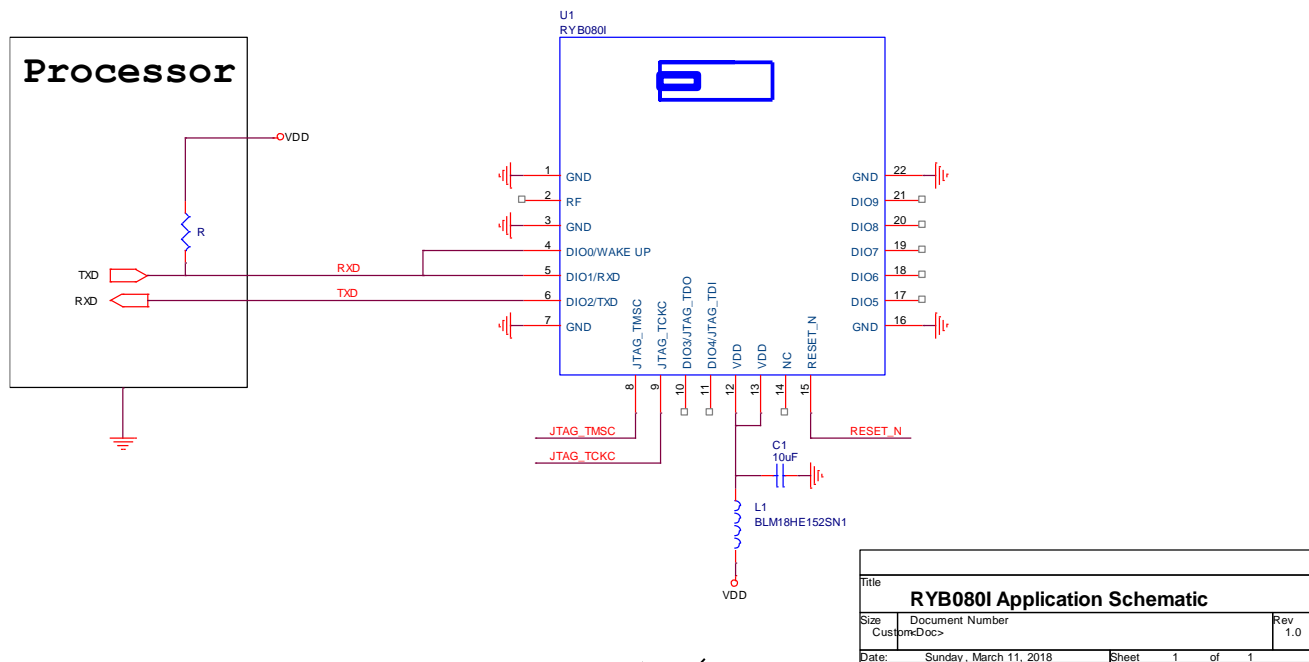 U1
RYB080I
Processor
VDD
R
TXD
RXD
RXD
TXD
1
GND
2
RF
3
GND
4
DIO0/WAKE UP
5
DIO1/RXD
6
DIO2/TXD
7
GND
22
GND
21
DIO9
20
DIO8
19
DIO7
18
DIO6
17
DIO5
16
GND
JTAG_TMSC
JTAG_TCKC
DIO3/JTAG_TDO
DIO4/JTAG_TDI
VDD
VDD
NC
RESET_N
8
9
10
11
12
13
14
15
JTAG_TMSC
JTAG_TCKC
RESET_N
C1
10uF
L1
BLM18HE152SN1
VDD
Title
RYB080I Application Schematic
Size
Document Number
Rev
Custom
<Doc>
1.0
Date:
Sunday, March 11, 2018
Sheet
1
of
1